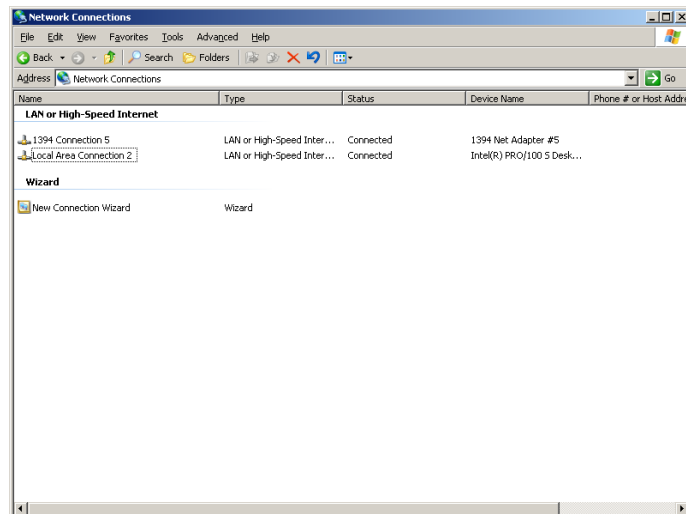 Network Connections
File Edit View Favorites Tools Advanced Help
Back Search Folders
Address Network Connections Go
Name Type Status Device Name Phone # or Host Addre
LAN or High-Speed Internet
1394 Connection 5 LAN or High-Speed Inter... Connected 1394 Net Adapter #5
Local Area Connection 2 LAN or High-Speed Inter... Connected Intel(R) PRO/100 S Desk...
Wizard
New Connection Wizard Wizard